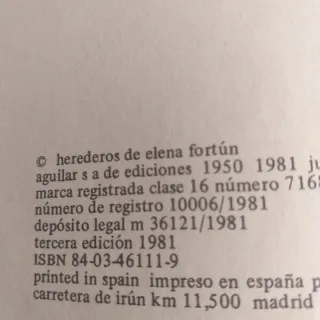 © herederos de elena fortún
aguilar s a de ediciones 1950 1981 ju
marca registrada clase 16 número 7168
número de registro 10006/1981
depósito legal m 36121/1981
tercera edición 1981
ISBN 84-03-46111-9
printed in spain impreso en españa p
carretera de irún km 11,500 madrid